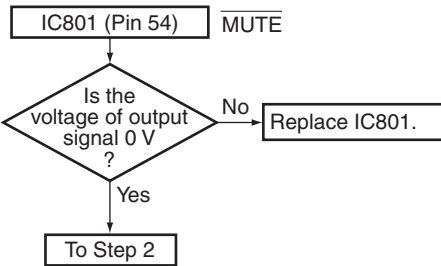 IC801 (Pin 54)
MUTE
Is the
voltage of output
signal 0 V
?
No
Replace IC801.
Yes
To Step 2